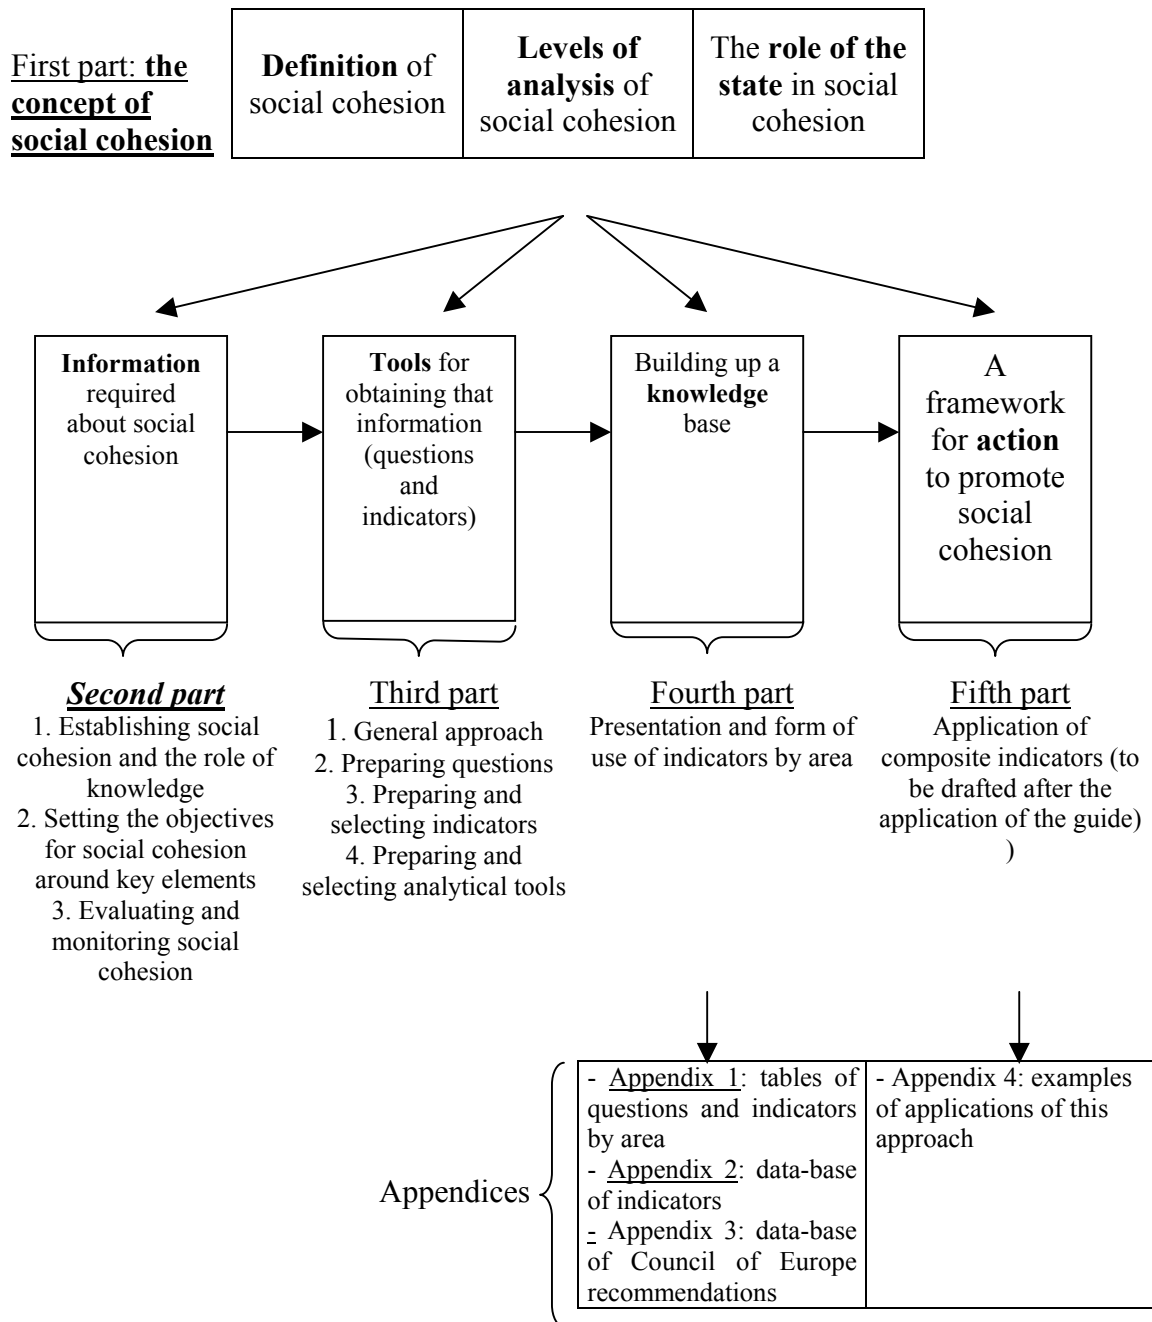 First part: the
concept of
social cohesion
Definition of
social cohesion
Levels of
analysis of
social cohesion
The role of the
state in social
cohesion
Information
required
about social
cohesion
Tools for
obtaining that
information
(questions
and
indicators)
Building up a
knowledge
base
A
framework
for action
to promote
social
cohesion
Second part
1. Establishing social
cohesion and the role of
knowledge
2. Setting the objectives
for social cohesion
around key elements
3. Evaluating and
monitoring social
cohesion
Third part
1. General approach
2. Preparing questions
3. Preparing and
selecting indicators
4. Preparing and
selecting analytical tools
Fourth part
Presentation and form of
use of indicators by area
Fifth part
Application of
composite indicators (to
be drafted after the
application of the guide)
)
Appendices
- Appendix 1: tables of
questions and indicators
by area
- Appendix 2: data-base
of indicators
- Appendix 3: data-base
of Council of Europe
recommendations
- Appendix 4: examples
of applications of this
approach